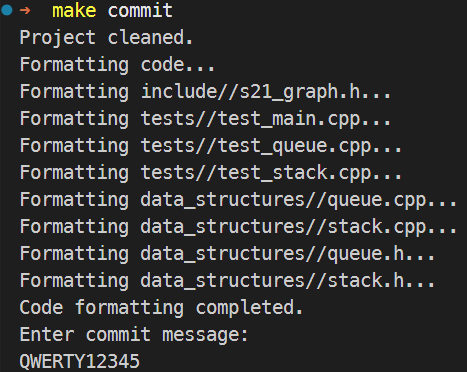 ➜ make commit
Project cleaned.
Formatting code...
Formatting include//s21_graph.h...
Formatting tests//test_main.cpp...
Formatting tests//test_queue.cpp...
Formatting tests//test_stack.cpp...
Formatting data_structures//queue.cpp...
Formatting data_structures//stack.cpp...
Formatting data_structures//queue.h...
Formatting data_structures//stack.h...
Code formatting completed.
Enter commit message:
QWERTY12345